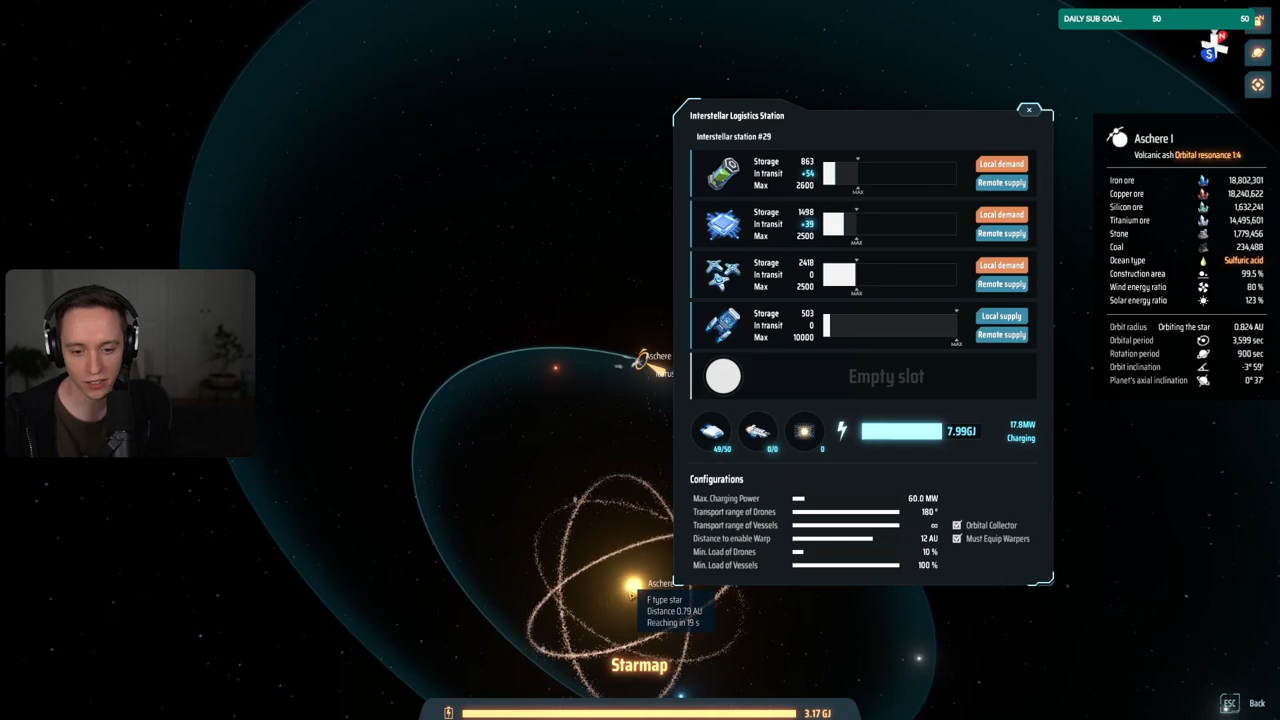 DAILY SUB GOAL 50 50
N
S
Interstellar Logistics Station
Interstellar station #29
Storage 863
In transit +54
Max 2600
MAX
Local demand
Remote supply
Storage 1498
In transit +39
Max 2500
MAX
Local demand
Remote supply
Storage 2418
In transit 0
Max 2500
MAX
Local demand
Remote supply
Storage 503
In transit 0
Max 10000
MAX
Local supply
Remote supply
Empty slot
49/50
0/0
0
7.99GJ
17.8MW
Charging
Configurations
Max. Charging Power 60.0 MW
Transport range of Drones 180°
Transport range of Vessels ∞
Orbital Collector
Distance to enable Warp 12 AU
Must Equip Warpers
Min. Load of Drones 10 %
Min. Load of Vessels 100 %
Aschere I
Volcanic ash Orbital resonance 1:4
Iron ore 18,802,301
Copper ore 18,240,622
Silicon ore 1,632,241
Titanium ore 14,495,601
Stone 1,779,456
Coal 234,488
Ocean type Sulfuric acid
Construction area 99.5 %
Wind energy ratio 80 %
Solar energy ratio 123 %
Orbit radius Orbiting the star 0.824 AU
Orbital period 3,599 sec
Rotation period 900 sec
Orbit inclination -3° 59'
Planet's axial inclination 0° 37'
Aschere
Aschere
F type star
Distance 0.79 AU
Reaching in 19 s
Starmap
3.17 GJ
ESC Back